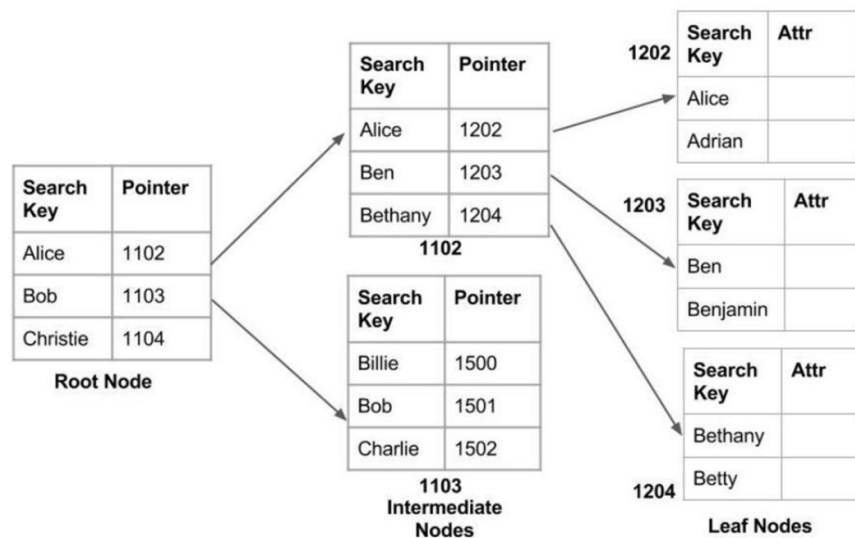 Search Key Pointer
Alice 1102
Bob 1103
Christie 1104
Root Node
Search Key Pointer
Alice 1202
Ben 1203
Bethany 1204
1102
Search Key Pointer
Billie 1500
Bob 1501
Charlie 1502
1103
Intermediate
Nodes
1202
Search Key Attr
Alice
Adrian
1203
Search Key Attr
Ben
Benjamin
Search Key Attr
Bethany
Betty
1204
Leaf Nodes